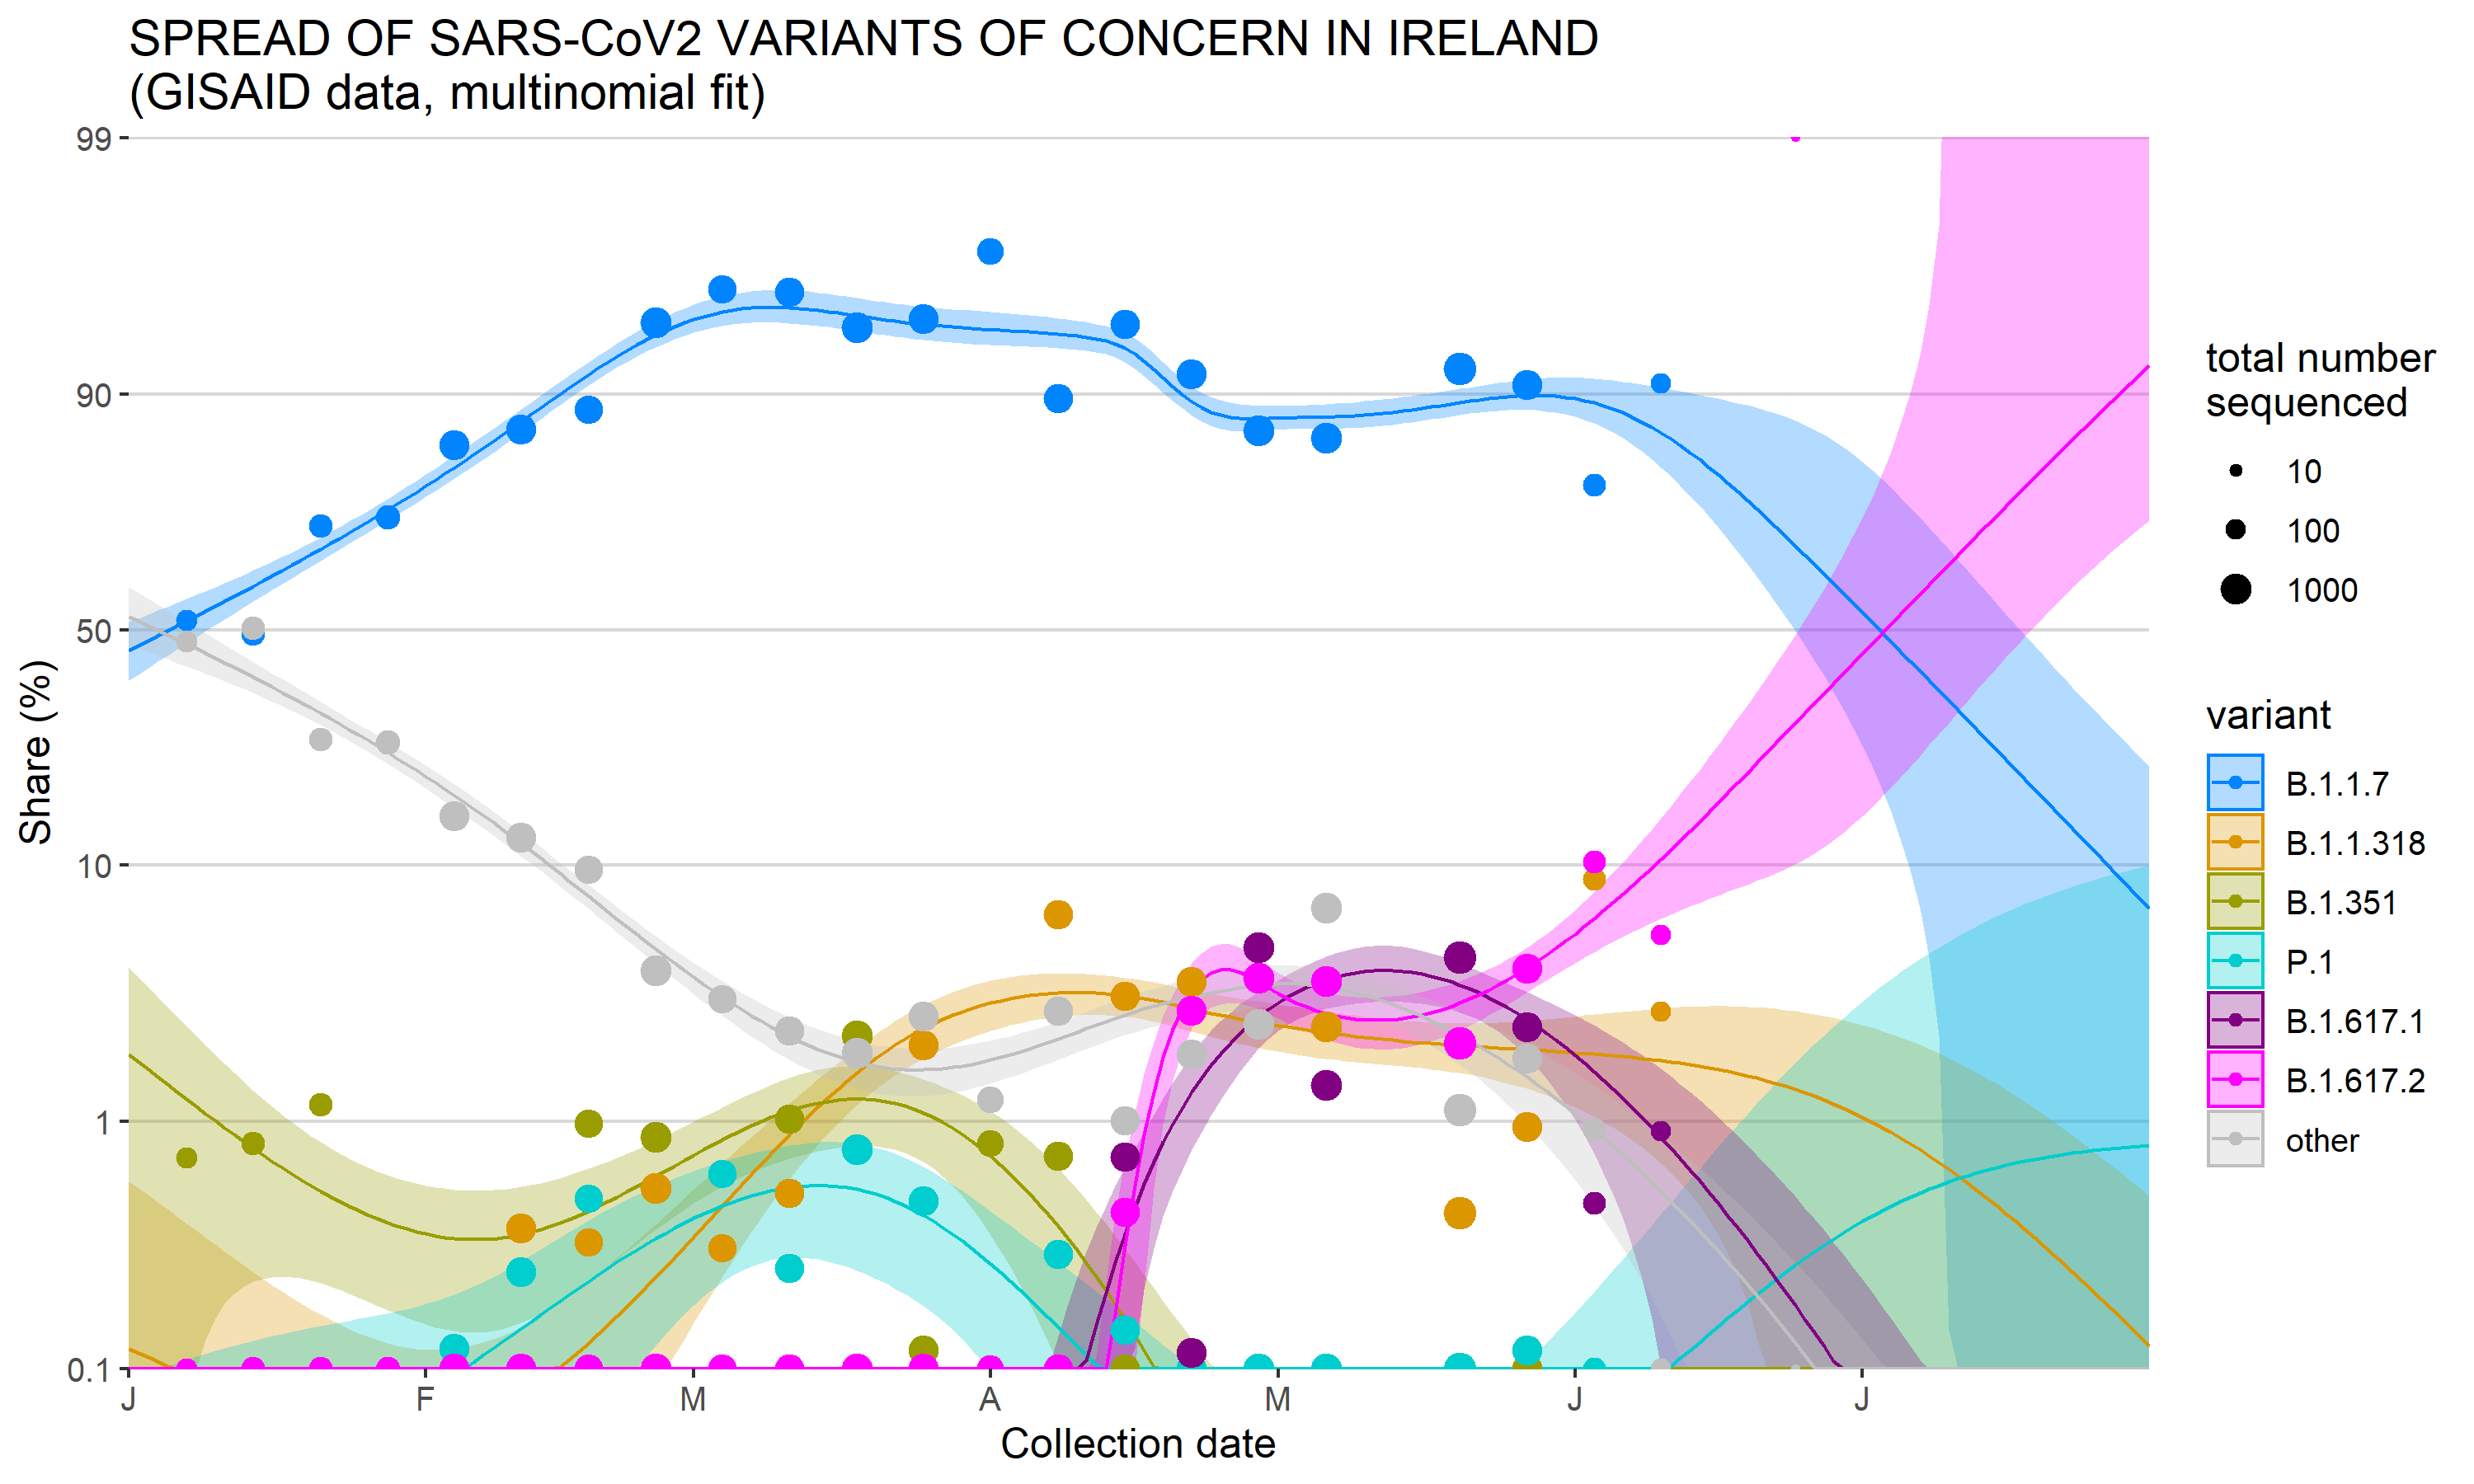 SPREAD OF SARS-CoV2 VARIANTS OF CONCERN IN IRELAND
(GISAID data, multinomial fit)
99
90
50
10
1
0.1
Share (%)
J F M A M J J
Collection date
total number
sequenced
10
100
1000
variant
B.1.1.7
B.1.1.318
B.1.351
P.1
B.1.617.1
B.1.617.2
other